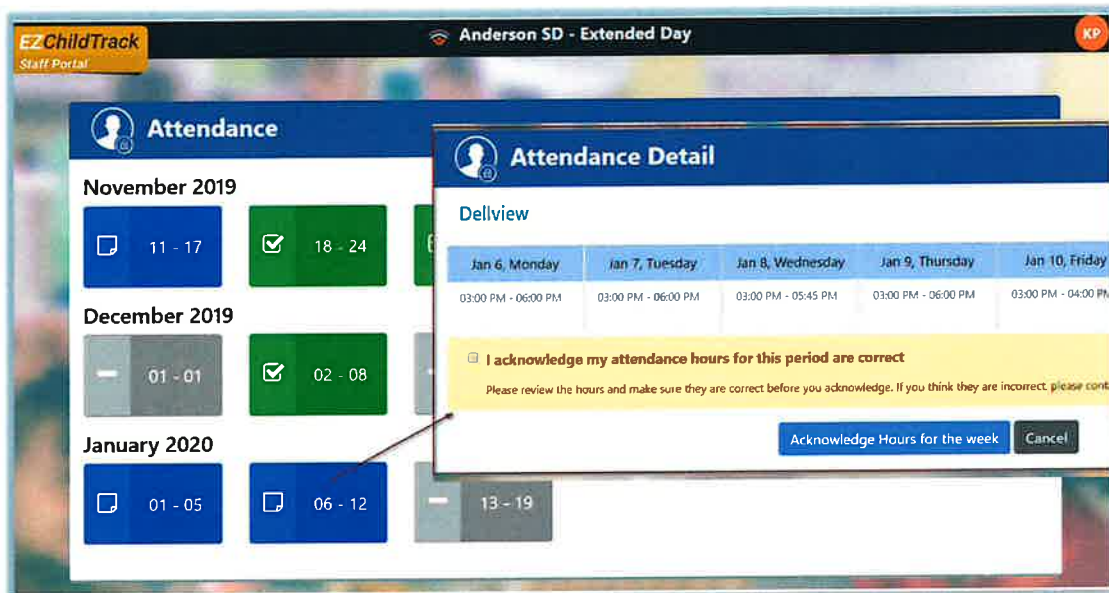 EZChildTrack
Staff Portal
Anderson SD - Extended Day
KP
Attendance
November 2019
11 - 17
18 - 24
December 2019
01 - 01
02 - 08
January 2020
01 - 05
06 - 12
13 - 19
Attendance Detail
Dellview
Jan 6, Monday Jan 7, Tuesday Jan 8, Wednesday Jan 9, Thursday Jan 10, Friday
03:00 PM - 06:00 PM 03:00 PM - 06:00 PM 03:00 PM - 05:45 PM 03:00 PM - 06:00 PM 03:00 PM - 04:00 PM
I acknowledge my attendance hours for this period are correct
Please review the hours and make sure they are correct before you acknowledge. If you think they are incorrect please
Acknowledge Hours for the week Cancel